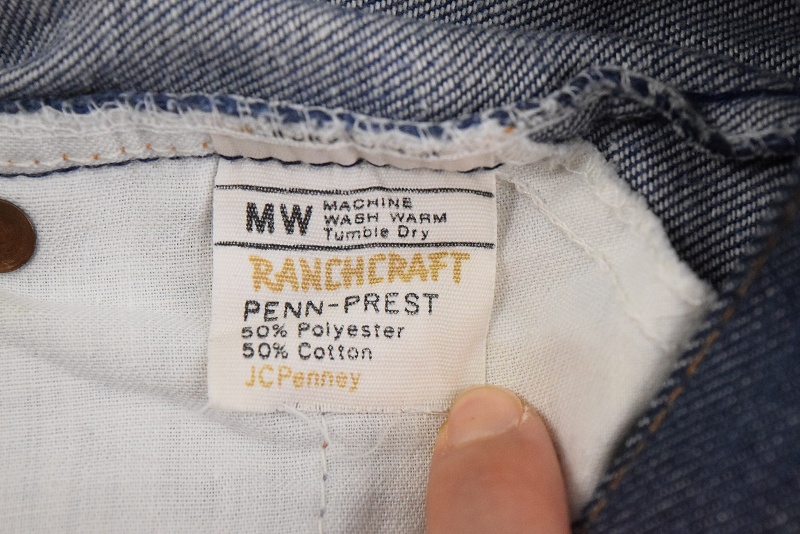 MW MACHINE
WASH WARM
Tumble Dry
RANCHCRAFT
PENN-PREST
50% Polyester
50% Cotton
JCPenney